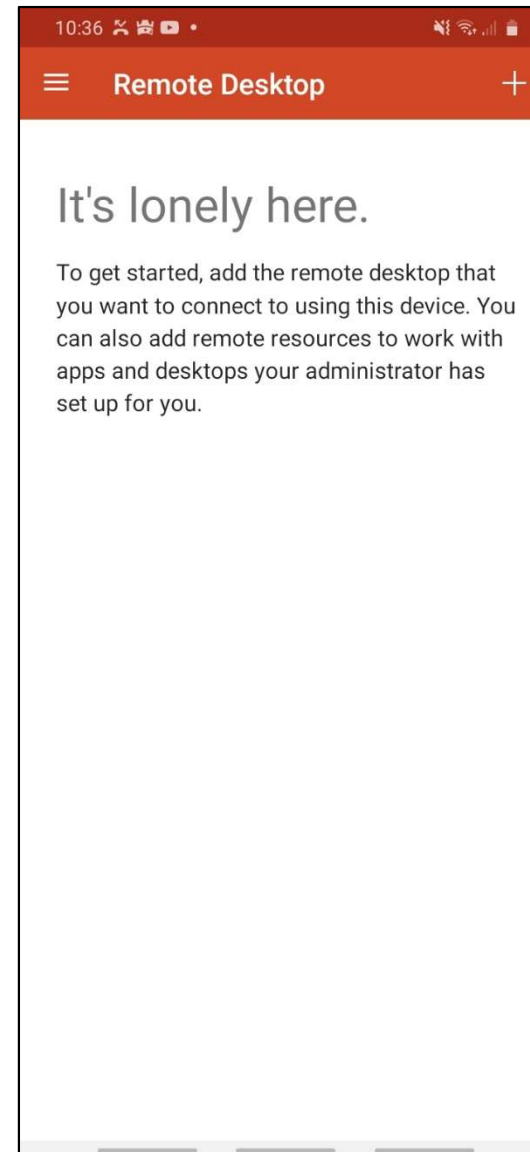 10:36
Remote Desktop
It's lonely here.
To get started, add the remote desktop that
you want to connect to using this device. You
can also add remote resources to work with
apps and desktops your administrator has
set up for you.